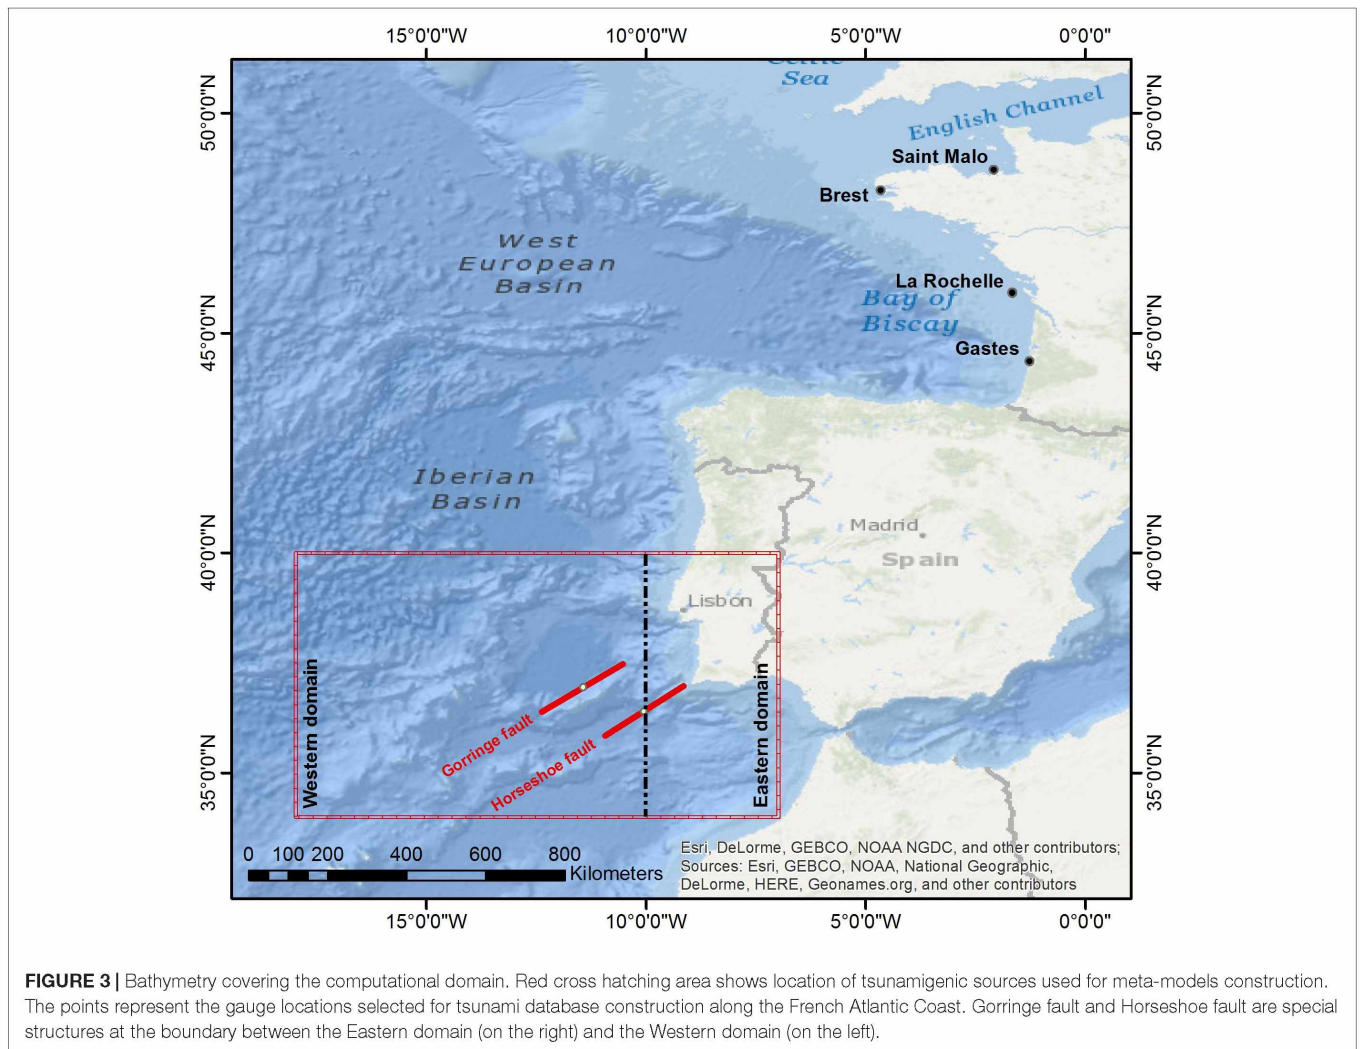 15°0'0"W 10°0'0"W 5°0'0"W 0°0'0"
50°0'0"N
50°0'0"N
Celtic
Sea
English Channel
Saint Malo
Brest
West
European
Basin
La Rochelle
Bay of
Biscay
Gastes
45°0'0"N
45°0'0"N
Iberian
Basin
Madrid
Spain
40°0'0"N
40°0'0"N
Lisbon
Western domain
Eastern domain
Gorringe fault
Horseshoe fault
35°0'0"N
35°0'0"N
0 100 200 400 600 800
Kilometers
Esri, DeLorme, GEBCO, NOAA NGDC, and other contributors;
Sources: Esri, GEBCO, NOAA, National Geographic,
DeLorme, HERE, Geonames.org, and other contributors
15°0'0"W 10°0'0"W 5°0'0"W 0°0'0"
FIGURE 3 | Bathymetry covering the computational domain. Red cross hatching area shows location of tsunamigenic sources used for meta-models construction.
The points represent the gauge locations selected for tsunami database construction along the French Atlantic Coast. Gorringe fault and Horseshoe fault are special
structures at the boundary between the Eastern domain (on the right) and the Western domain (on the left).